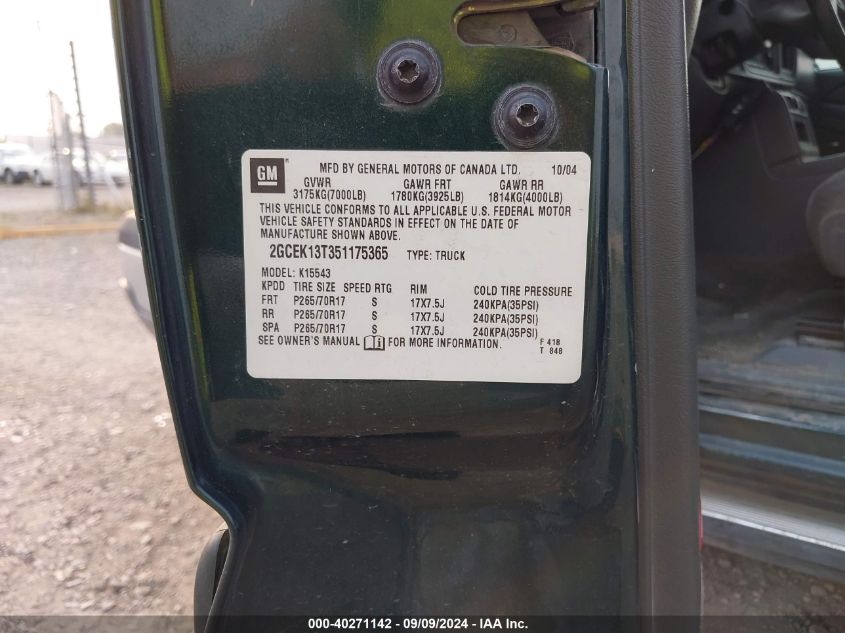 GM
MFD BY GENERAL MOTORS OF CANADA LTD. 10/04
GVWR GAWR FRT GAWR RR
3175KG(7000LB) 1780KG(3925LB) 1814KG(4000LB)
THIS VEHICLE CONFORMS TO ALL APPLICABLE U.S. FEDERAL MOTOR
VEHICLE SAFETY STANDARDS IN EFFECT ON THE DATE OF
MANUFACTURE SHOWN ABOVE.
2GCEK13T351175365 TYPE: TRUCK
MODEL: K15543
KPDD TIRE SIZE SPEED RTG RIM COLD TIRE PRESSURE
FRT P265/70R17 S 17X7.5J 240KPA(35PSI)
RR P265/70R17 S 17X7.5J 240KPA(35PSI)
SPA P265/70R17 S 17X7.5J 240KPA(35PSI)
SEE OWNER'S MANUAL FOR MORE INFORMATION. F 418
T 848
000-40271142 - 09/09/2024 - IAA Inc.